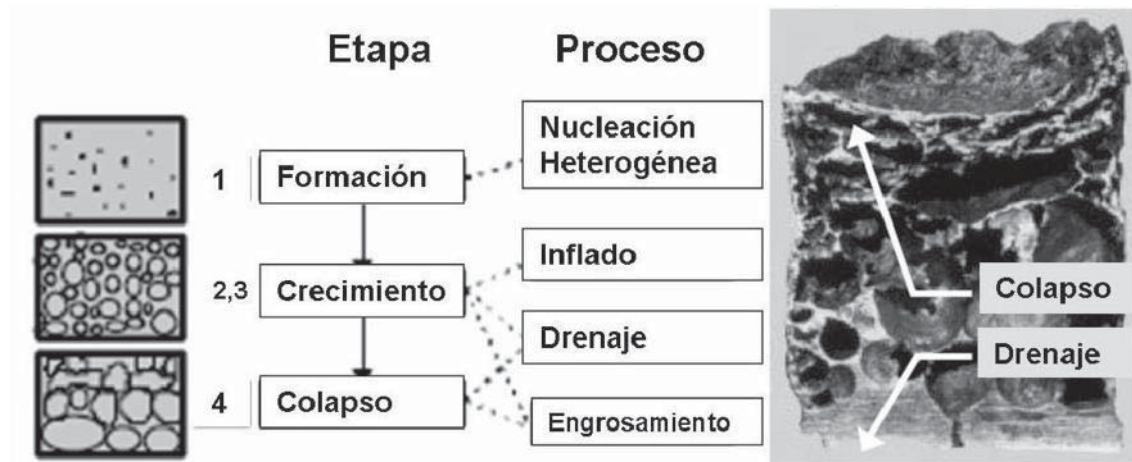 Etapa
Proceso
1
Formación
Nucleación
Heterogénea
2,3
Crecimiento
Inflado
Drenaje
4
Colapso
Engrosamiento
Colapso
Drenaje